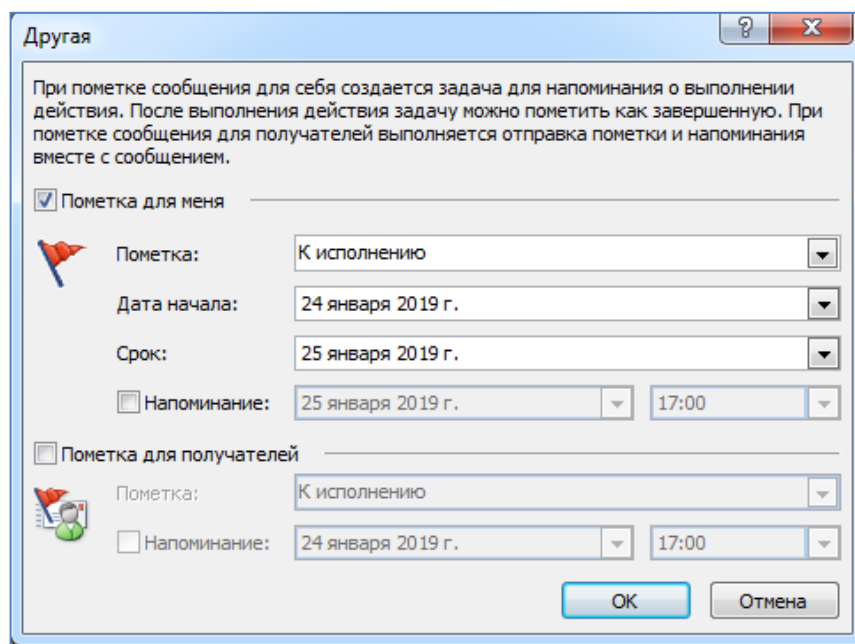 Другая
При пометке сообщения для себя создается задача для напоминания о выполнении
действия. После выполнения действия задачу можно пометить как завершенную. При
пометке сообщения для получателей выполняется отправка пометки и напоминания
вместе с сообщением.
Пометка для меня
Пометка: К исполнению
Дата начала: 24 января 2019 г.
Срок: 25 января 2019 г.
Напоминание: 25 января 2019 г. 17:00
Пометка для получателей
Пометка: К исполнению
Напоминание: 24 января 2019 г. 17:00
ОК Отмена